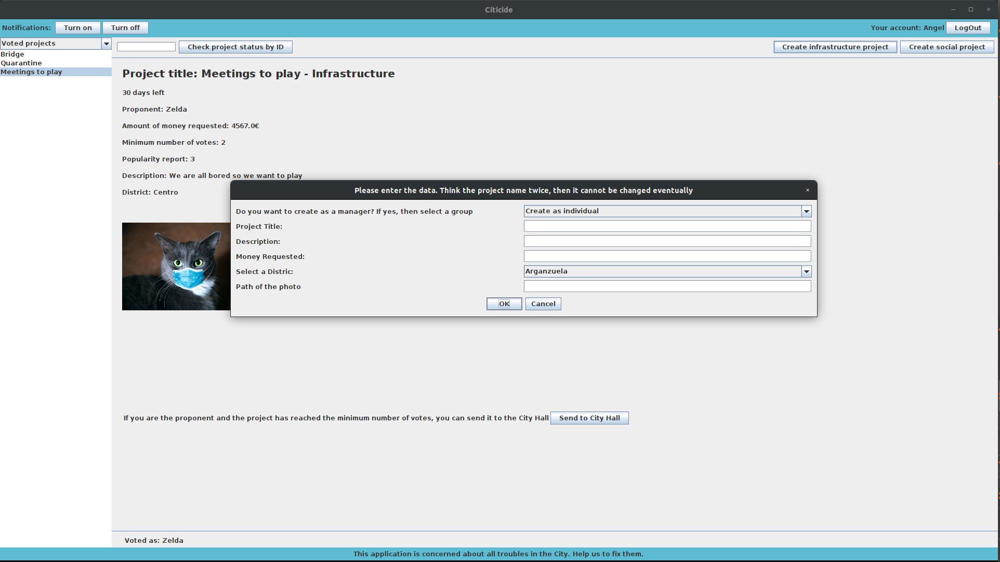 Citicide
Notifications: Turn on Turn off Your account: Angel LogOut
Voted projects
Check project status by ID Create infrastructure project Create social project
Bridge
Quarantine
Meetings to play
Project title: Meetings to play - Infrastructure
30 days left
Proponent: Zelda
Amount of money requested: 4567.0€
Minimum number of votes: 2
Popularity report: 3
Description: We are all bored so we want to play
District: Centro
Please enter the data. Think the project name twice, then it cannot be changed eventually
Do you want to create as a manager? If yes, then select a group Create as individual
Project Title:
Description:
Money Requested:
Select a Distric: Arganzuela
Path of the photo
OK Cancel
If you are the proponent and the project has reached the minimum number of votes, you can send it to the City Hall Send to City Hall
Voted as: Zelda
This application is concerned about all troubles in the City. Help us to fix them.